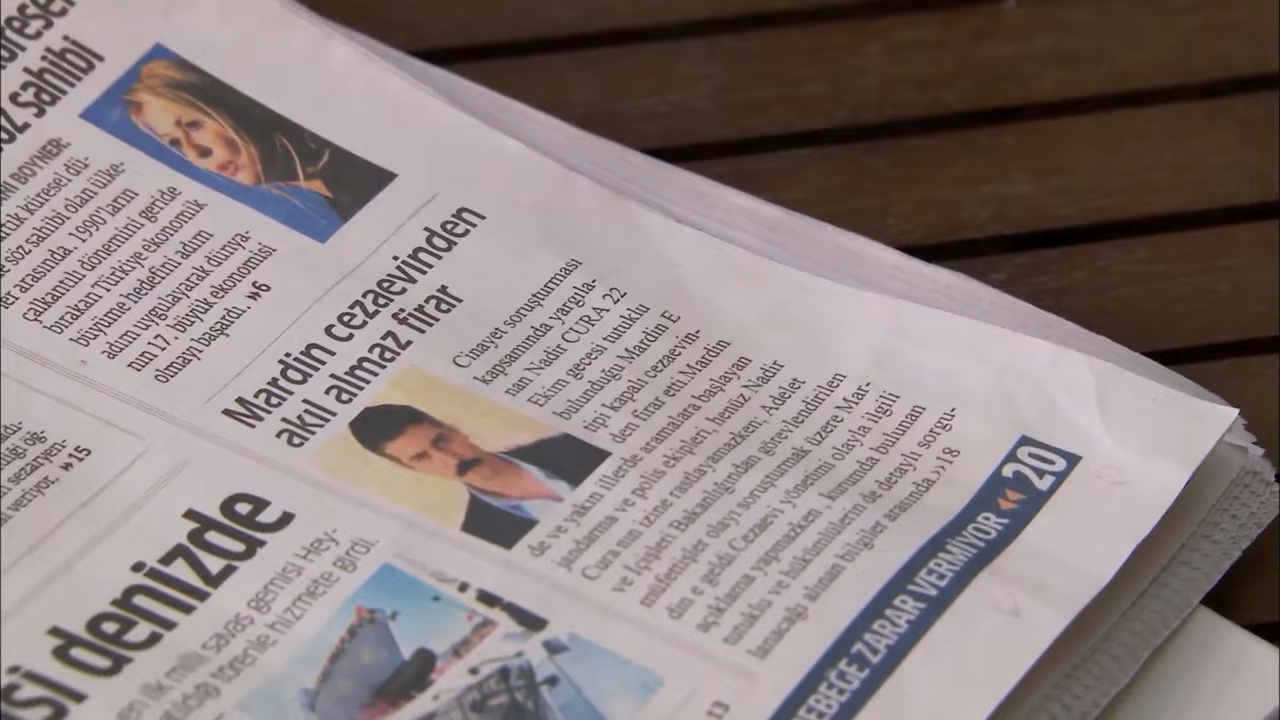 küresel
söz sahibi
BOYNER:
küresel dü-
söz sahibi olan ülke-
arasında. 1990'ların
çalkantılı dönemini geride
bırakan Türkiye ekonomik
büyüme hedefini adım
adım uygulayarak dünya-
nın 17. büyük ekonomisi
olmayı başardı. »6
Mardin cezaevinden
akıl almaz firar
Cinayet soruşturması
kapsamında yargıla-
nan Nadir CURA 22
Ekim gecesi tutuklu
bulunduğu Mardin E
tipi kapalı cezaevin-
den firar etti.Mardin
de ve yakın illerde aramalara başlayan
jandarma ve polis ekipleri, henüz Nadir
Cura nın izine rastlayamazken, Adelet
ve İçişleri Bakanlığından görevlendirilen
müfettişler olayı soruşturmak üzere Mar-
din e geldi.Cezaevi yönetimi olayla ilgili
açıklama yapmazken , kurumda bulunan
tutuklu ve hükümlülerin de detaylı sorgu-
lanacağı alınan bilgiler arasında.››18
sezaryen-
veriyor. »15
denizde
ilk milli savaş gemisi Hey-
törenle hizmete girdi.
13
BEBEĞE ZARAR VERMİYOR 20